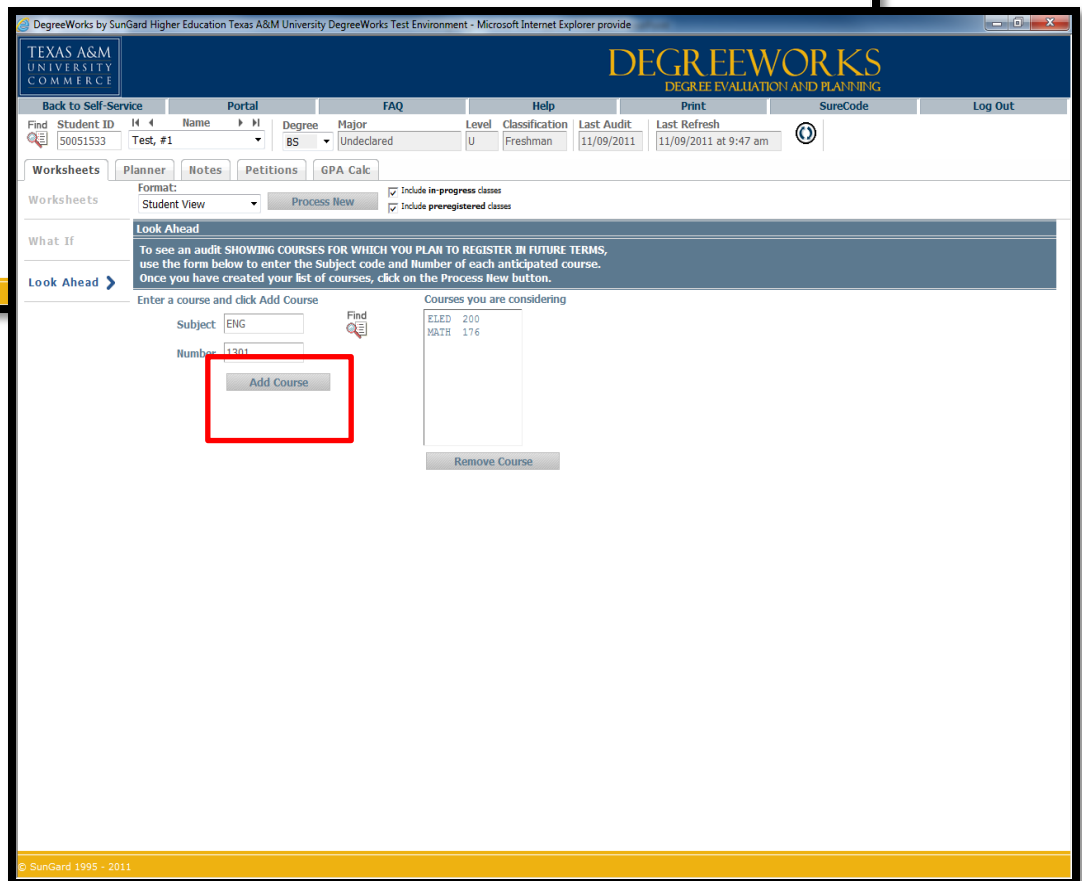 DegreeWorks by SunGard Higher Education Texas A&M University DegreeWorks Test Environment - Microsoft Internet Explorer provide
TEXAS A&M
UNIVERSITY
COMMERCE
DEGREEWORKS
DEGREE EVALUATION AND PLANNING
Back to Self-Service Portal FAQ Help Print SureCode Log Out
Find Student ID Name Degree Major Level Classification Last Audit Last Refresh
50051533 Test, #1 BS Undeclared U Freshman 11/09/2011 11/09/2011 at 9:47 am
Worksheets Planner Notes Petitions GPA Calc
Format:
Worksheets Student View Process New
Include in-progress classes
Include preregistered classes
What If
Look Ahead
Look Ahead
To see an audit SHOWING COURSES FOR WHICH YOU PLAN TO REGISTER IN FUTURE TERMS,
use the form below to enter the Subject code and Number of each anticipated course.
Once you have created your list of courses, click on the Process New button.
Enter a course and click Add Course
Subject ENG Find
Number 1301
Add Course
Courses you are considering
ELED 200
MATH 176
Remove Course
© SunGard 1995 - 2011